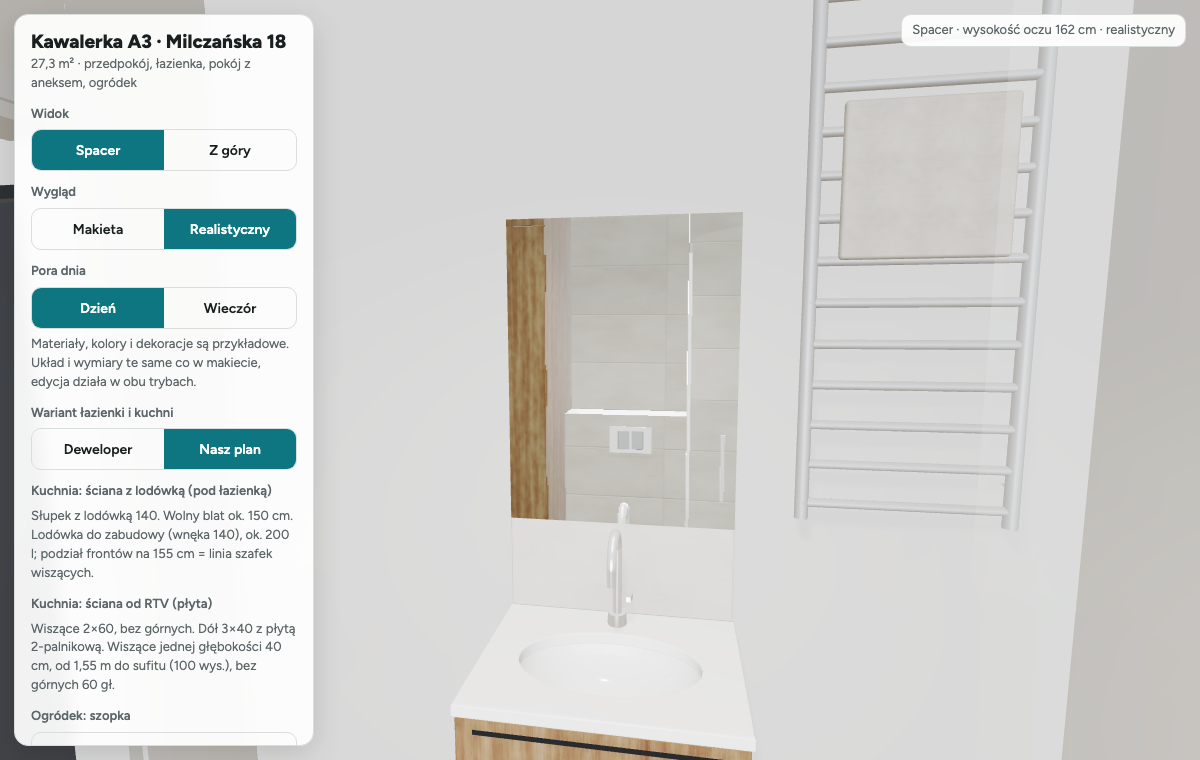 Kawalerka A3 · Milczańska 18
27,3 m² · przedpokój, łazienka, pokój z
aneksem, ogródek
Widok
Spacer
Z góry
Wygląd
Makieta
Realistyczny
Pora dnia
Dzień
Wieczór
Materiały, kolory i dekoracje są przykładowe.
Układ i wymiary te same co w makiecie,
edycja działa w obu trybach.
Wariant łazienki i kuchni
Deweloper
Nasz plan
Kuchnia: ściana z lodówką (pod łazienką)
Słupek z lodówką 140. Wolny blat ok. 150 cm.
Lodówka do zabudowy (wnęka 140), ok. 200
l; podział frontów na 155 cm = linia szafek
wiszących.
Kuchnia: ściana od RTV (płyta)
Wiszące 2×60, bez górnych. Dół 3×40 z płytą
2-palnikową. Wiszące jednej głębokości 40
cm, od 1,55 m do sufitu (100 wys.), bez
górnych 60 gł.
Ogródek: szopka
Spacer · wysokość oczu 162 cm · realistyczny